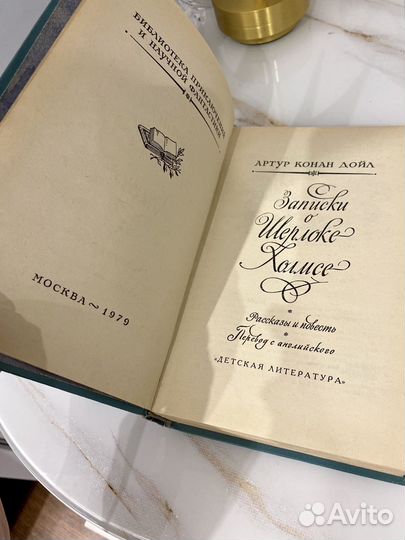 БИБЛИОТЕКА ПРИКЛЮЧЕНИЙ
И НАУЧНОЙ ФАНТАСТИКИ
МОСКВА ~ 1979
АРТУР КОНАН ДОЙЛ
Записки
о
Шерлоке
Холмсе
Рассказы и повесть
Перевод с английского
«ДЕТСКАЯ ЛИТЕРАТУРА»
Avito